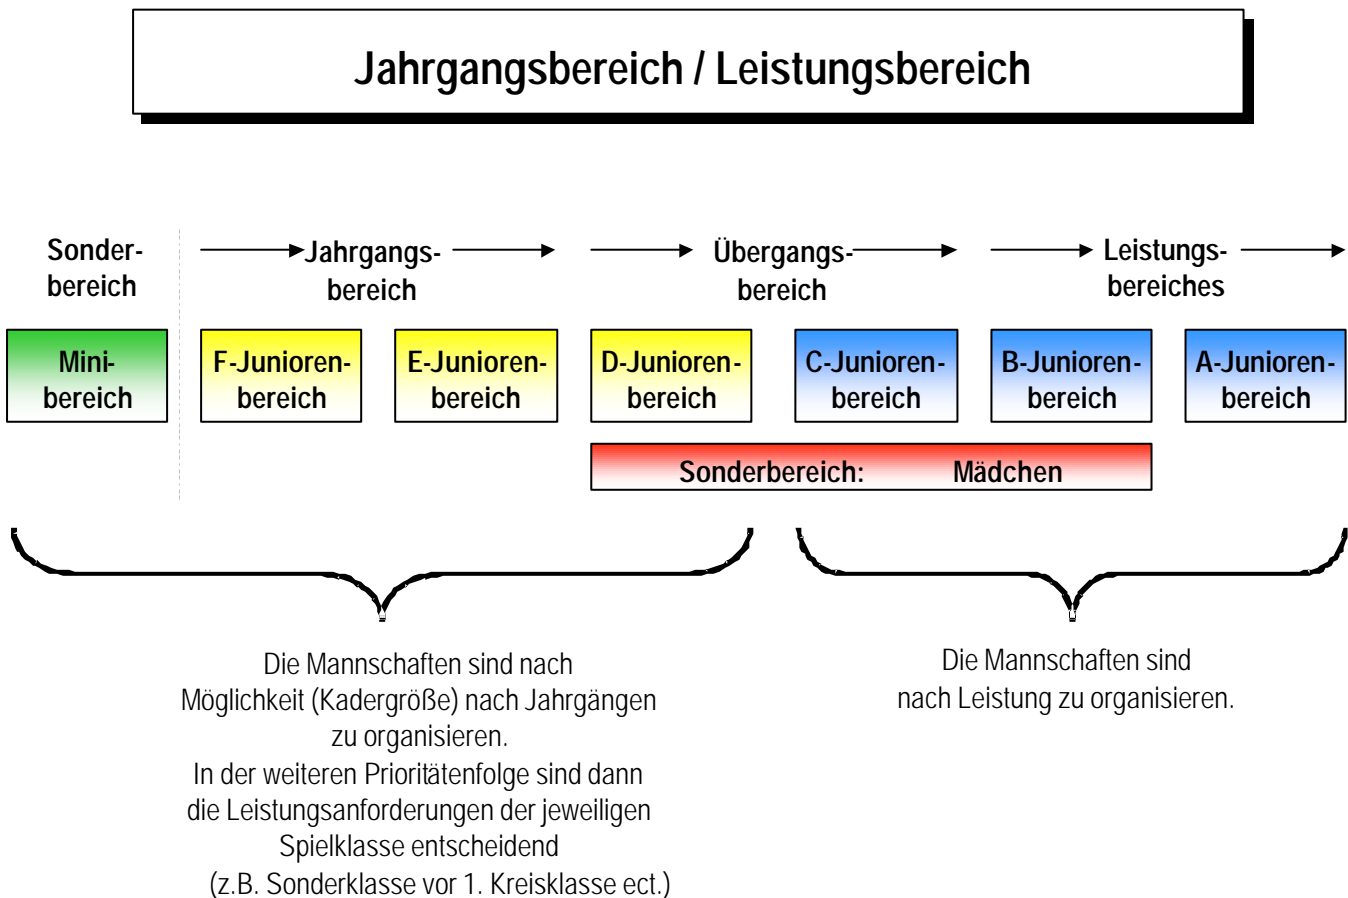 Jahrgangsbereich / Leistungsbereich
Sonder-
bereich
Jahrgangs-
bereich
Übergangs-
bereich
Leistungs-
bereiches
Mini-
bereich
F-Junioren-
bereich
E-Junioren-
bereich
D-Junioren-
bereich
C-Junioren-
bereich
B-Junioren-
bereich
A-Junioren-
bereich
Sonderbereich: Mädchen
Die Mannschaften sind nach
Möglichkeit (Kadergröße) nach Jahrgängen
zu organisieren.
In der weiteren Prioritätenfolge sind dann
die Leistungsanforderungen der jeweiligen
Spielklasse entscheidend
(z.B. Sonderklasse vor 1. Kreisklasse ect.)
Die Mannschaften sind
nach Leistung zu organisieren.